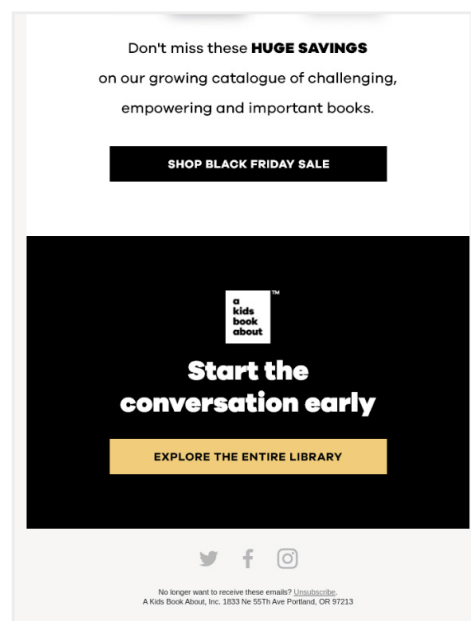 Don't miss these HUGE SAVINGS
on our growing catalogue of challenging,
empowering and important books.
SHOP BLACK FRIDAY SALE
a
kids
book
about
™
Start the
conversation early
EXPLORE THE ENTIRE LIBRARY
No longer want to receive these emails? Unsubscribe.
A Kids Book About, Inc. 1833 Ne 55Th Ave Portland, OR 97213